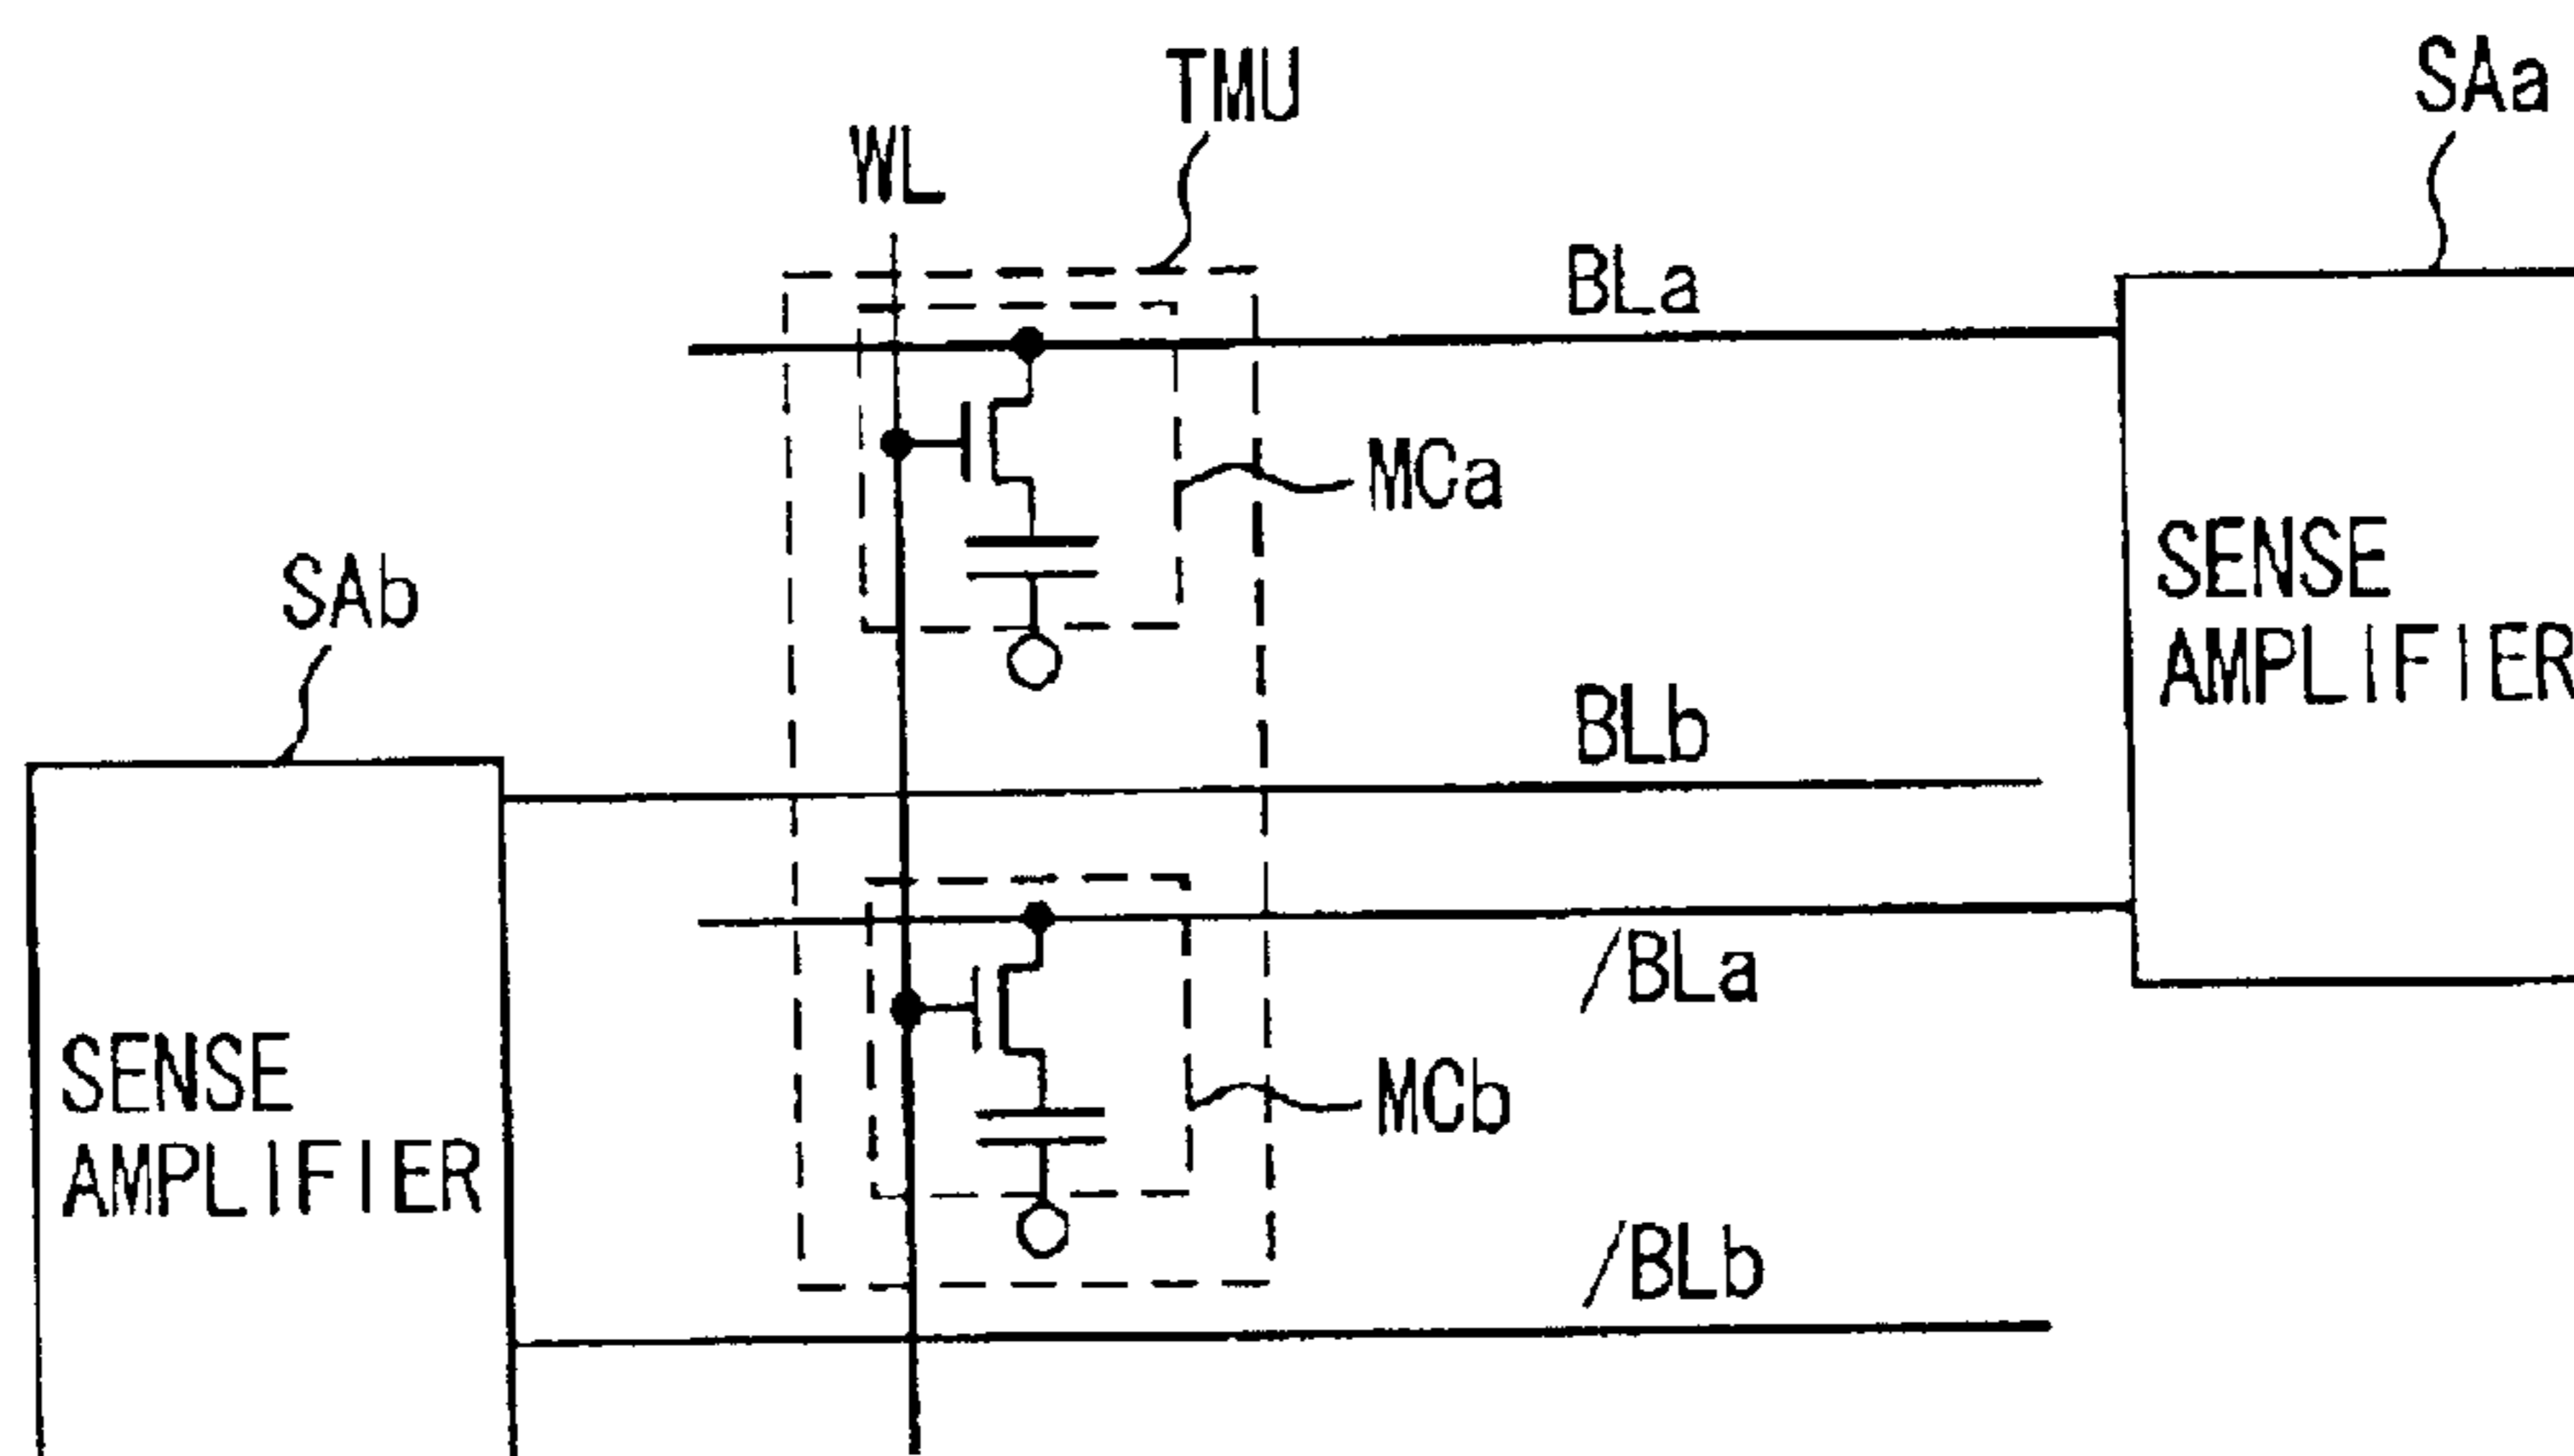 TMU
SAa
WL
BLa
MCa
SENSE
AMPLIFIER
SAb
BLb
/BLa
SENSE
AMPLIFIER
MCb
/BLb